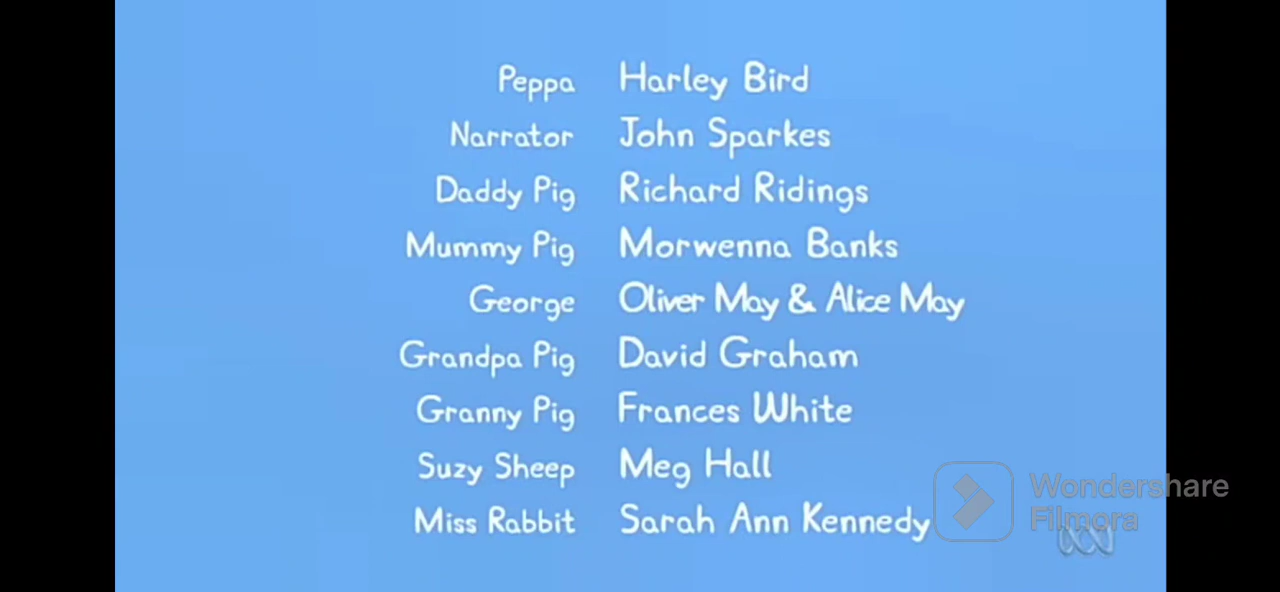 Peppa Harley Bird
Narrator John Sparkes
Daddy Pig Richard Ridings
Mummy Pig Morwenna Banks
George Oliver May & Alice May
Grandpa Pig David Graham
Granny Pig Frances White
Suzy Sheep Meg Hall
Miss Rabbit Sarah Ann Kennedy
Wondershare
Filmora